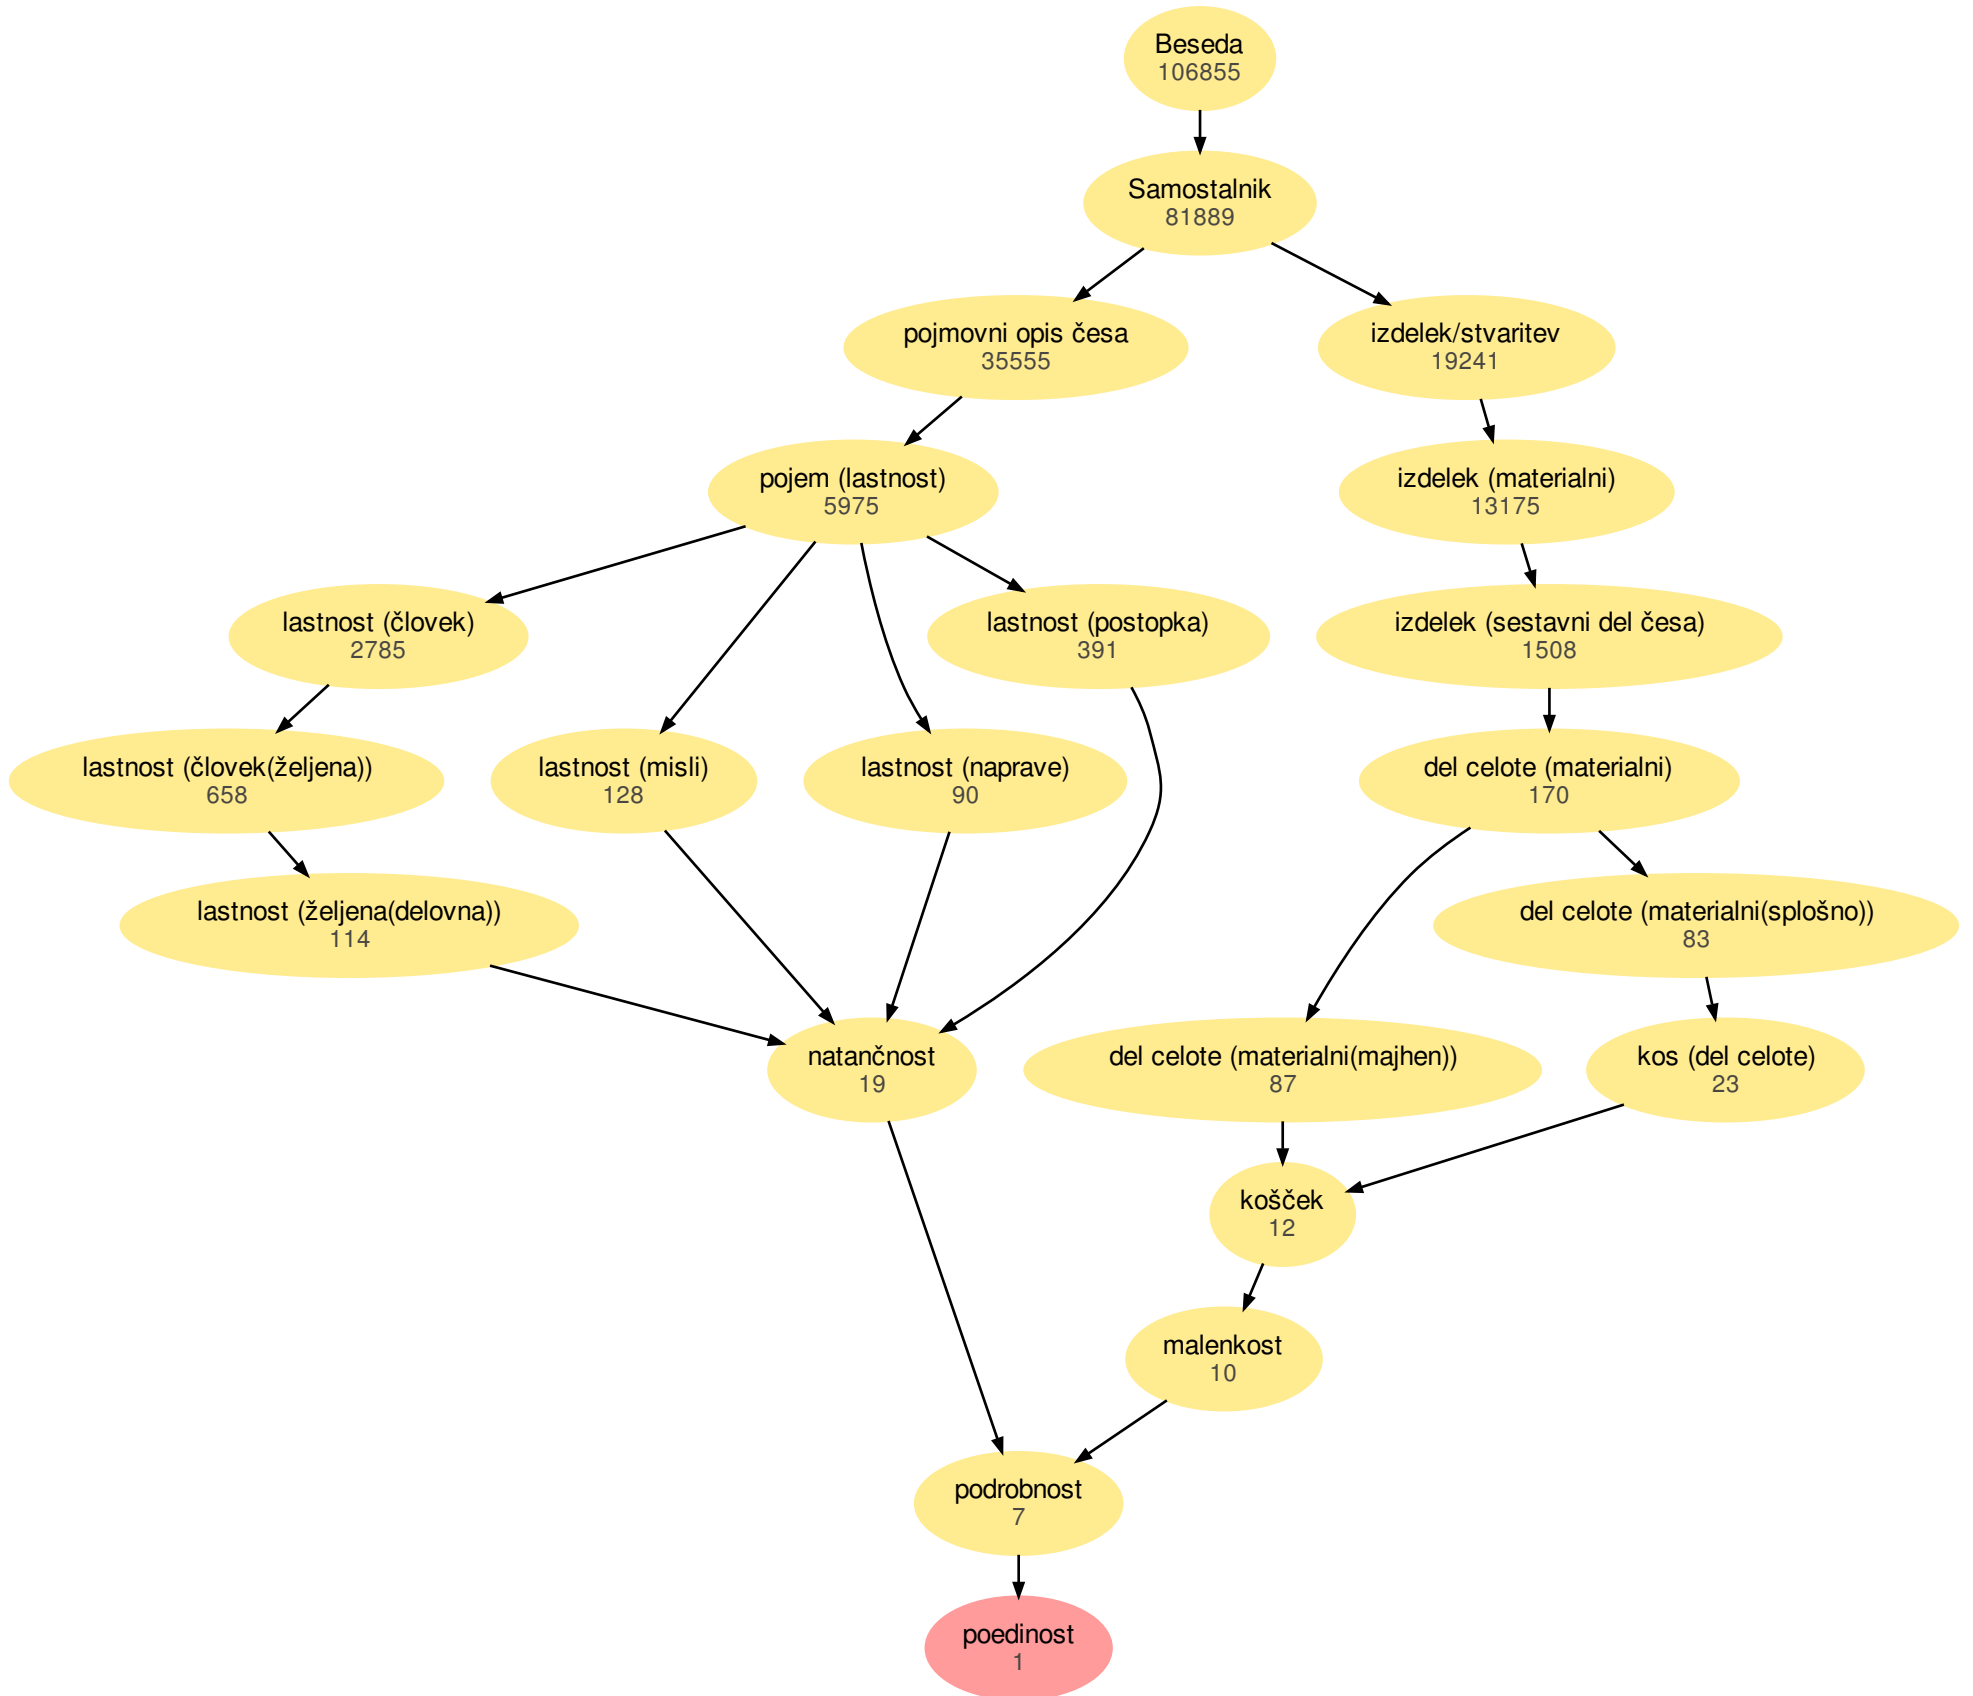 Beseda
106855
Samostalnik
81889
pojmovni opis česa
35555
izdelek/stvaritev
19241
pojem (lastnost)
5975
izdelek (materialni)
13175
lastnost (človek)
2785
lastnost (postopka)
391
izdelek (sestavni del česa)
1508
lastnost (človek(željena))
658
lastnost (misli)
128
lastnost (naprave)
90
del celote (materialni)
170
lastnost (željena(delovna))
114
del celote (materialni(splošno))
83
natančnost
19
del celote (materialni(majhen))
87
kos (del celote)
23
košček
12
malenkost
10
podrobnost
7
poedinost
1